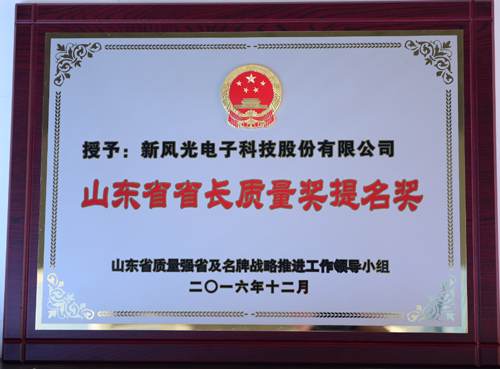 授予：新风光电子科技股份有限公司
山东省省长质量奖提名奖
山东省质量强省及名牌战略推进工作领导小组
二〇一六年十二月